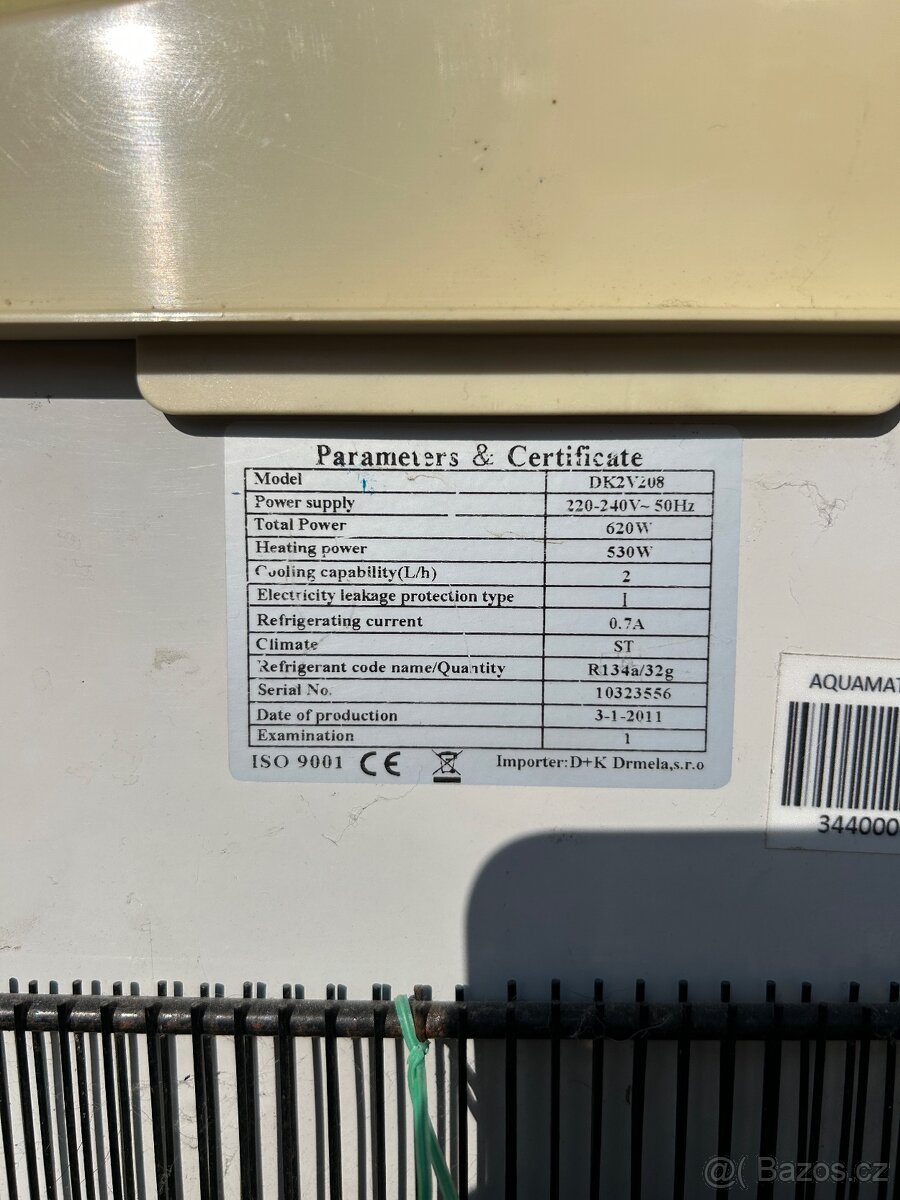 Parameters & Certificate
Model DK2V208
Power supply 220-240V~ 50Hz
Total Power 620W
Heating power 530W
Cooling capability(L/h) 2
Electricity leakage protection type I
Refrigerating current 0.7A
Climate ST
Refrigerant code name/Quantity R134a/32g
Serial No. 10323556
Date of production 3-1-2011
Examination 1
ISO 9001 CE Importer:D+K Drmela,s.r.o
AQUAMAT
344000
@( Bazos.cz